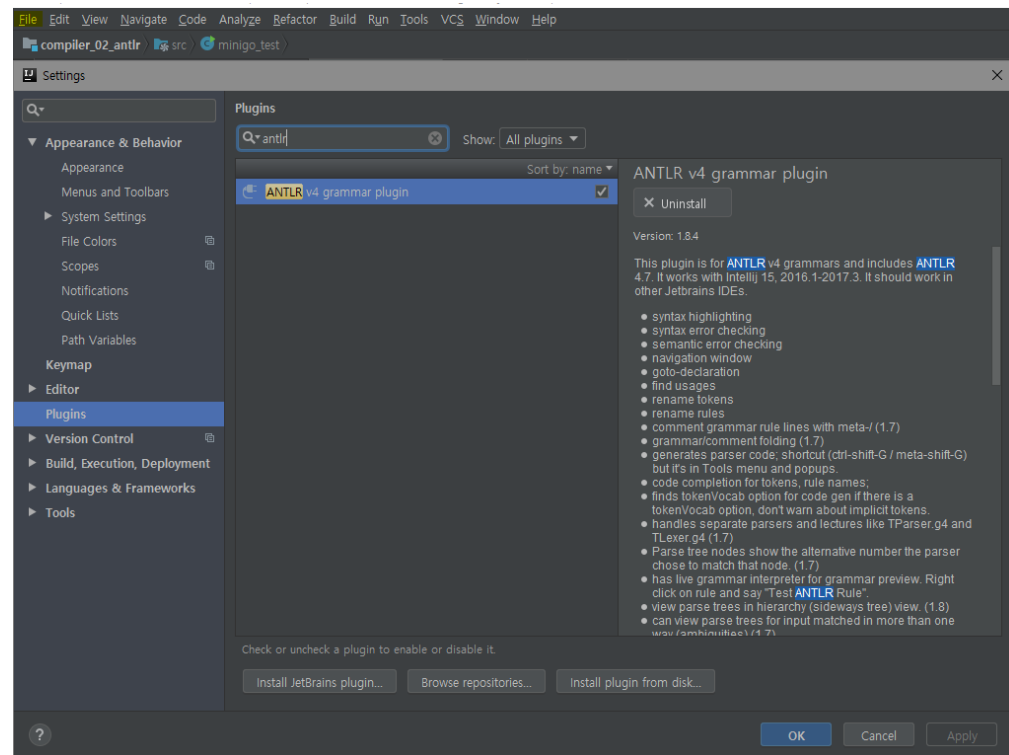 File Edit View Navigate Code Analyze Refactor Build Run Tools VCS Window Help
compiler_02_antlr src minigo_test
Settings
Plugins
antlr
Show: All plugins
Appearance & Behavior
Appearance
Menus and Toolbars
System Settings
File Colors
Scopes
Notifications
Quick Lists
Path Variables
Keymap
Editor
Plugins
Version Control
Build, Execution, Deployment
Languages & Frameworks
Tools
Sort by: name
ANTLR v4 grammar plugin
ANTLR v4 grammar plugin
Uninstall
Version: 1.8.4
This plugin is for ANTLR v4 grammars and includes ANTLR
4.7. It works with Intellij 15, 2016.1-2017.3. It should work in
other Jetbrains IDEs.
● syntax highlighting
● syntax error checking
● semantic error checking
● navigation window
● goto-declaration
● find usages
● rename tokens
● rename rules
● comment grammar rule lines with meta-/ (1.7)
● grammar/comment folding (1.7)
● generates parser code; shortcut (ctrl-shift-G / meta-shift-G)
but it's in Tools menu and popups.
● code completion for tokens, rule names;
● finds tokenVocab option for code gen if there is a
tokenVocab option, don't warn about implicit tokens.
● handles separate parsers and lectures like TParser.g4 and
TLexer.g4 (1.7)
● Parse tree nodes show the alternative number the parser
chose to match that node. (1.7)
● has live grammar interpreter for grammar preview. Right
click on rule and say "Test ANTLR Rule".
● view parse trees in hierarchy (sideways tree) view. (1.8)
● can view parse trees for input matched in more than one
way (ambiguities) (1.7)
Check or uncheck a plugin to enable or disable it.
Install JetBrains plugin... Browse repositories... Install plugin from disk...
? OK Cancel Apply